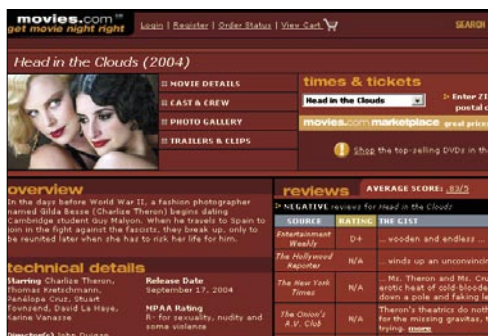 movies.com™
get movie night right
Login | Register | Order Status | View Cart
SEARCH
Head in the Clouds (2004)
MOVIE DETAILS
CAST & CREW
PHOTO GALLERY
TRAILERS & CLIPS
times & tickets
Head in the Clouds
Enter ZI
postal c
movies.com marketplace great prices
Shop the top-selling DVDs in th
overview
In the days before World War II, a fashion photographer
named Gilda Besse (Charlize Theron) begins dating
Cambridge student Guy Malyon. When he travels to Spain to
join in the fight against the fascists, they break up, only to
be reunited later when she has to risk her life for him.
technical details
Starring Charlize Theron,
Thomas Kretschmann,
Penélope Cruz, Stuart
Townsend, David La Haye,
Karine Vanasse
Director(s) John Duigan
Release Date
September 17, 2004
MPAA Rating
R- for sexuality, nudity and
some violence
reviews AVERAGE SCORE: .83/5
NEGATIVE reviews for Head in the Clouds
SOURCE RATING THE GIST
Entertainment Weekly D+ ... wooden and endless ...
The Hollywood Reporter N/A ... winds up an unconvincin
The New York Times N/A ... Ms. Theron and Ms. Cru
erotic heat of cold-bloode
down a pole and faking le
The Onion's A.V. Club N/A Theron's theatrics do noth
for the missing gravitas, t
trying. more